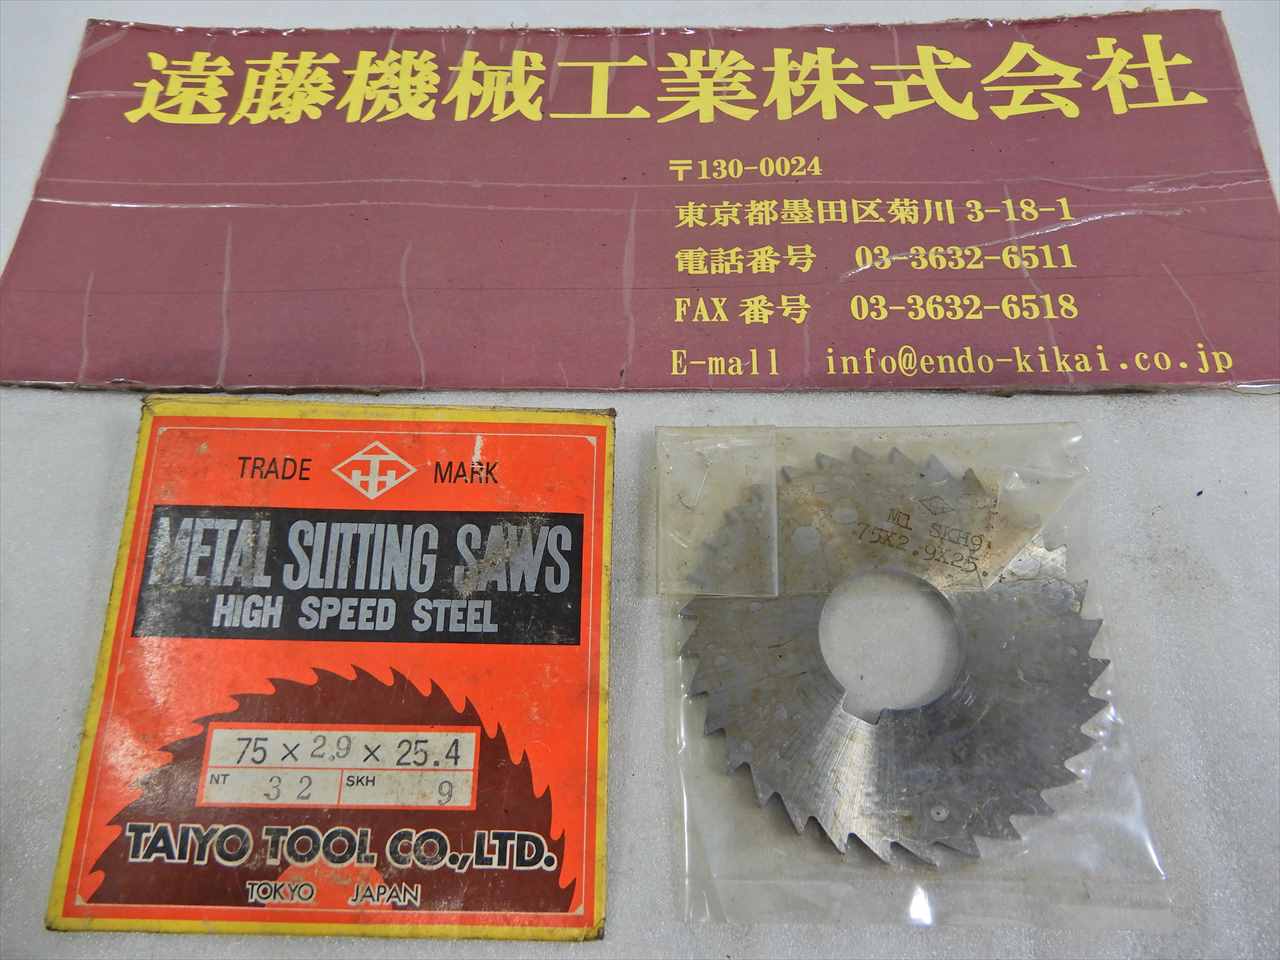 遠藤機械工業株式会社
〒130-0024
東京都墨田区菊川 3-18-1
電話番号 03-3632-6511
FAX 番号 03-3632-6518
E-mall info@endo-kikai.co.jp
TRADE MARK
METAL SLITTING SAWS
HIGH SPEED STEEL
75 × 2.9 × 25.4
NT 32 SKH 9
TAIYO TOOL CO.,LTD.
TOKYO JAPAN
M1 SKH9
75X2.9X25.